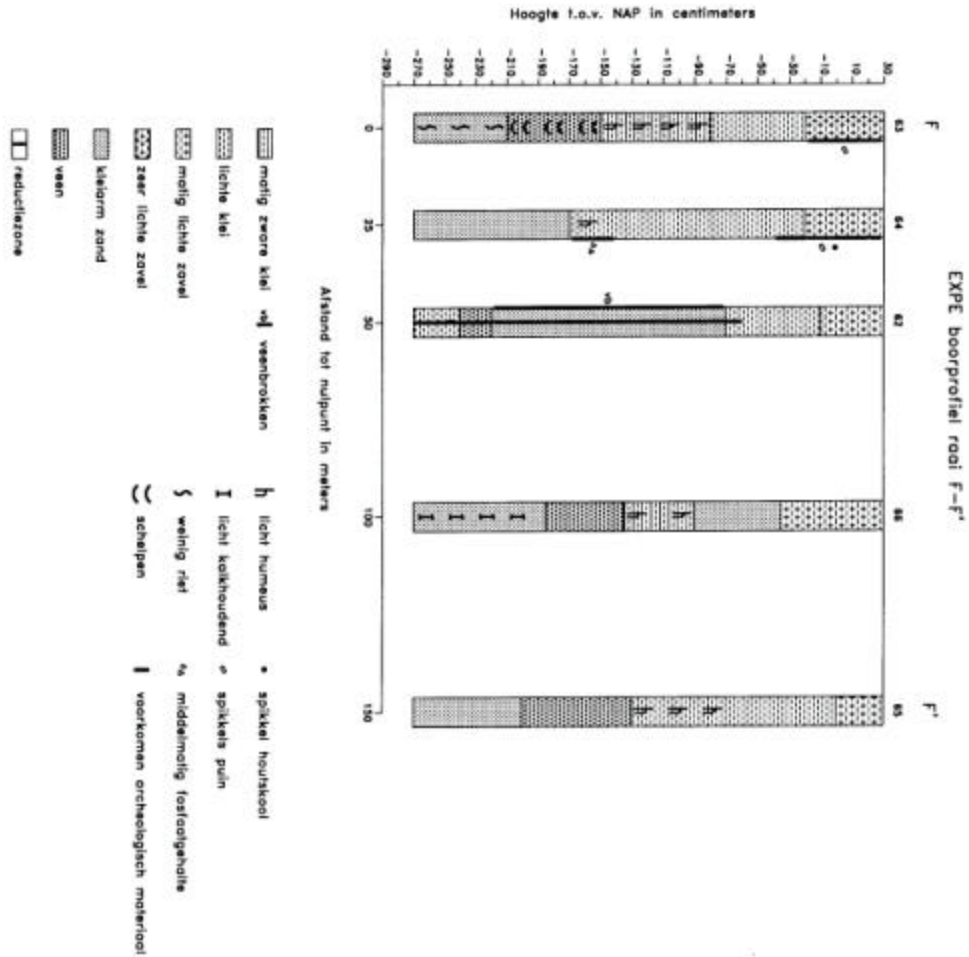 EXPE boorprofiel raai F-F'
F
F'
63
64
62
66
65
Hoogte t.o.v. NAP in centimeters
30
10
-10
-30
-50
-70
-90
-110
-130
-150
-170
-190
-210
-230
-250
-270
-290
0
25
50
100
150
Afstand tot nulpunt in meters
matig zware klei
lichte klei
matig lichte zavel
zeer lichte zavel
kleiarm zand
veen
reductiezone
veenbrokken
h licht humeus
licht kalkhoudend
weinig riet
schelpen
spikkel houtskool
spikkels puin
middelmatig fosfaatgehalte
voorkomen archeologisch materiaal